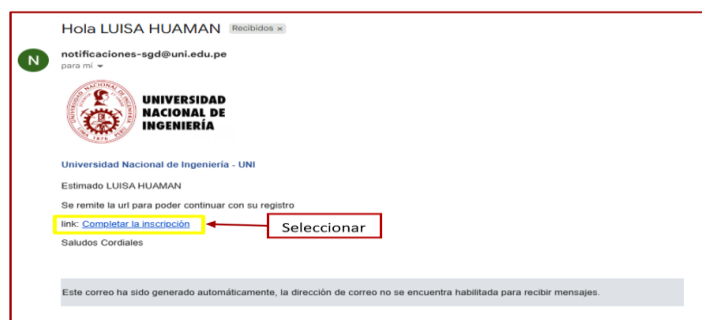 Hola LUISA HUAMAN Recibidos x
N
notificaciones-sgd@uni.edu.pe
para mí
UNIVERSIDAD
NACIONAL DE
INGENIERÍA
Universidad Nacional de Ingeniería - UNI
Estimado LUISA HUAMAN
Se remite la url para poder continuar con su registro
link: Completar la inscripción
Seleccionar
Saludos Cordiales
Este correo ha sido generado automáticamente, la dirección de correo no se encuentra habilitada para recibir mensajes.